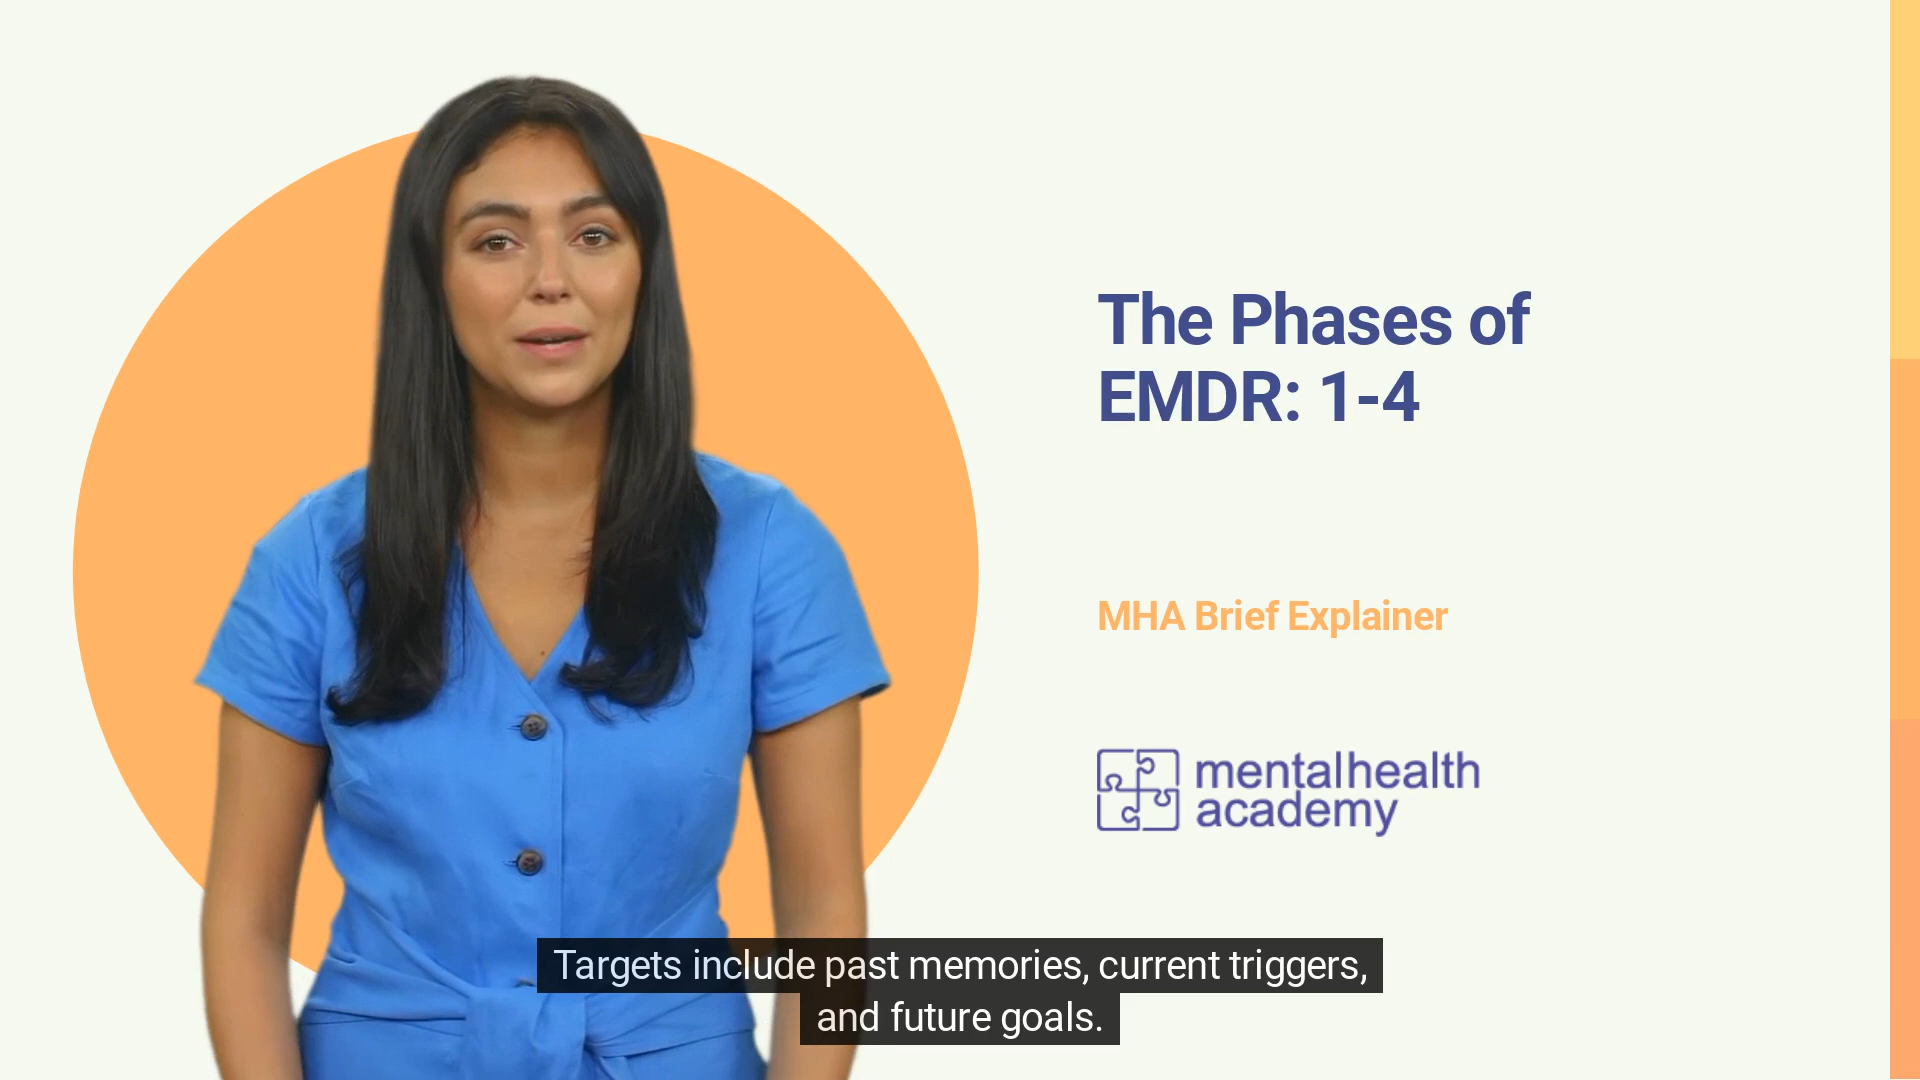 The Phases of
EMDR: 1-4
MHA Brief Explainer
mentalhealth
academy
Targets include past memories, current triggers,
and future goals.